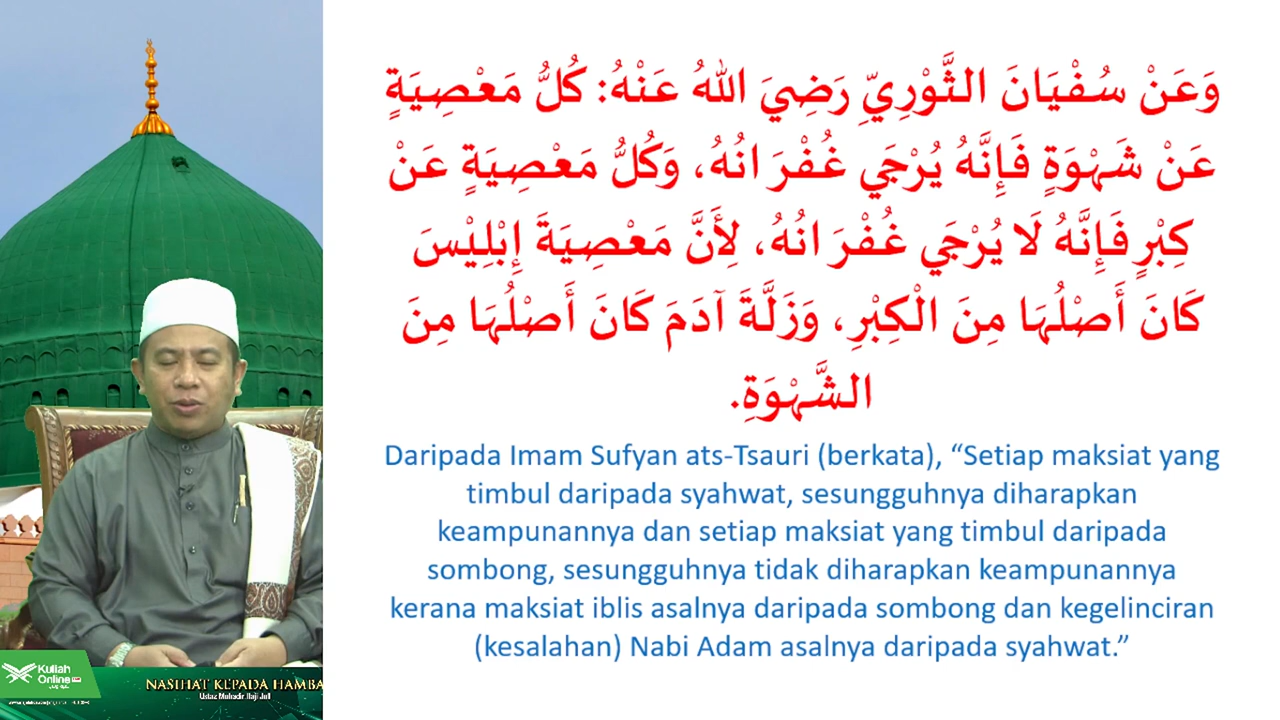 وَعَنْ سُفْيَانَ الثَّوْرِيِّ رَضِيَ اللهُ عَنْهُ: كُلُّ مَعْصِيَةٍ
عَنْ شَهْوَةٍ فَإِنَّهُ يُرْجَي غُفْرَانُهُ، وَكُلُّ مَعْصِيَةٍ عَنْ
كِبْرٍ فَإِنَّهُ لَا يُرْجَي غُفْرَانُهُ، لِأَنَّ مَعْصِيَةَ إِبْلِيْسَ
كَانَ أَصْلُهَا مِنَ الْكِبْرِ، وَزَلَّةَ آدَمَ كَانَ أَصْلُهَا مِنَ
الشَّهْوَةِ.
Daripada Imam Sufyan ats-Tsauri (berkata), “Setiap maksiat yang
timbul daripada syahwat, sesungguhnya diharapkan
keampunannya dan setiap maksiat yang timbul daripada
sombong, sesungguhnya tidak diharapkan keampunannya
kerana maksiat iblis asalnya daripada sombong dan kegelinciran
(kesalahan) Nabi Adam asalnya daripada syahwat.”
Kuliah
Online
NASIHAT KEPADA HAMBA
Ustaz Muhadir Haji Joll